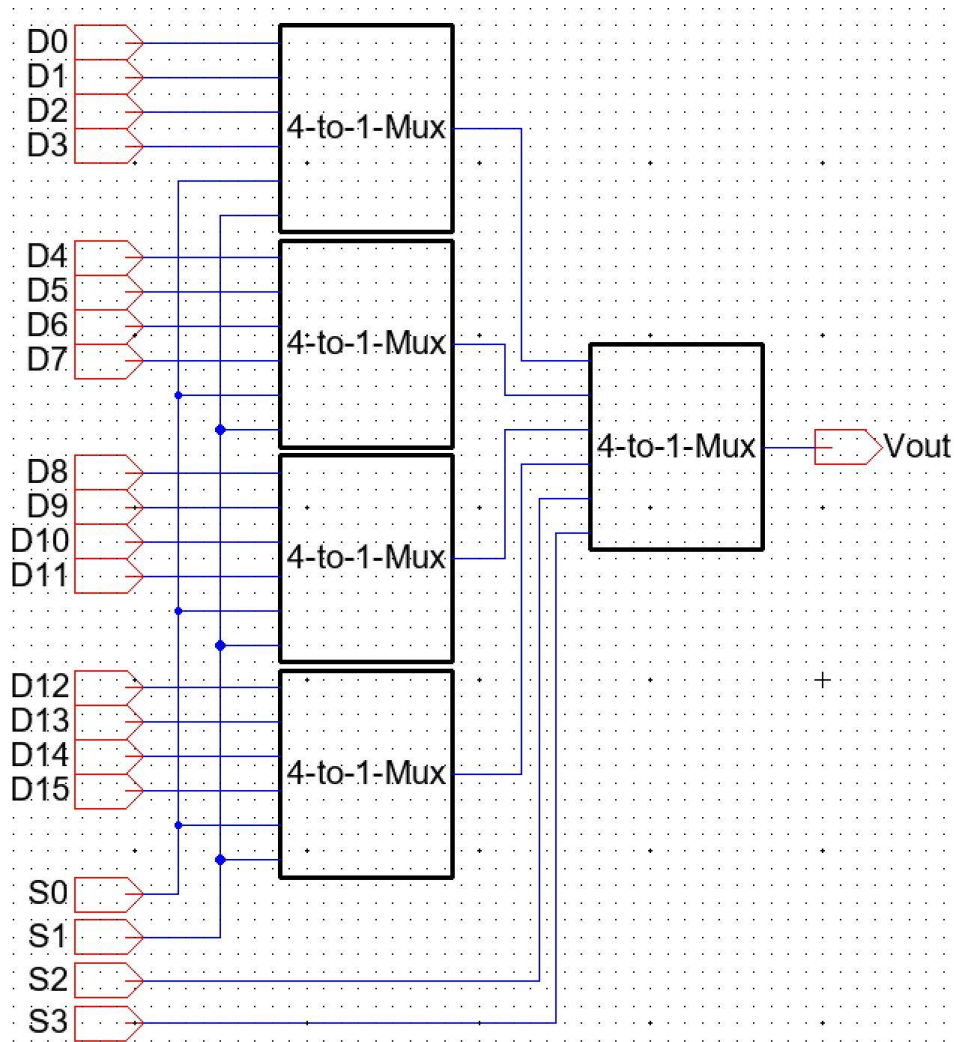 D0
D1
D2
D3
4-to-1-Mux
D4
D5
D6
D7
4-to-1-Mux
D8
D9
D10
D11
4-to-1-Mux
D12
D13
D14
D15
4-to-1-Mux
S0
S1
S2
S3
4-to-1-Mux
Vout